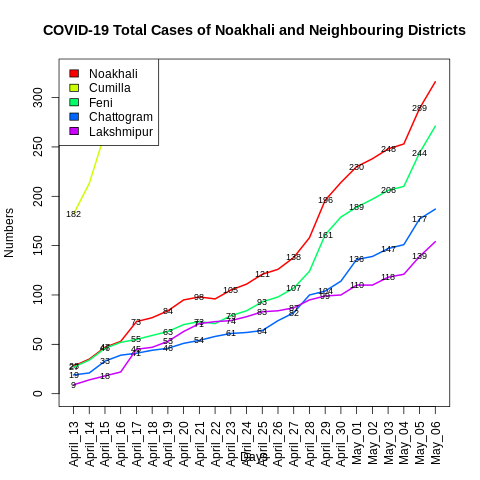 COVID-19 Total Cases of Noakhali and Neighbouring Districts
Noakhali
Cumilla
Feni
Chattogram
Lakshmipur
Numbers
300
250
200
150
100
50
0
182
73 84 98 105 121 138 196 230 248 289
55 63 79 93 107 161 189 206 244
19 33 41 46 54 61 64 82 104 136 147 177
9 18 45 53 71 74 83 99 110 118 139
April_13 April_14 April_15 April_16 April_17 April_18 April_19 April_20 April_21 April_22 April_23 April_24 April_25 April_26 April_27 April_28 April_29 April_30 May_01 May_02 May_03 May_04 May_05 May_06
Days